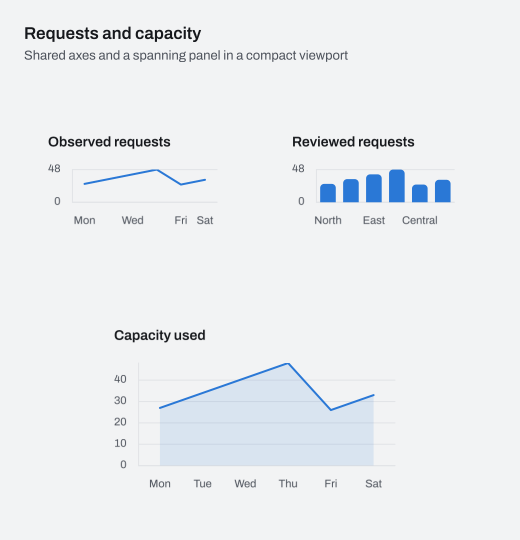 Requests and capacity
Shared axes and a spanning panel in a compact viewport
Observed requests
48
0
Mon Wed Fri Sat
Reviewed requests
48
0
North East Central
Capacity used
40
30
20
10
0
Mon Tue Wed Thu Fri Sat